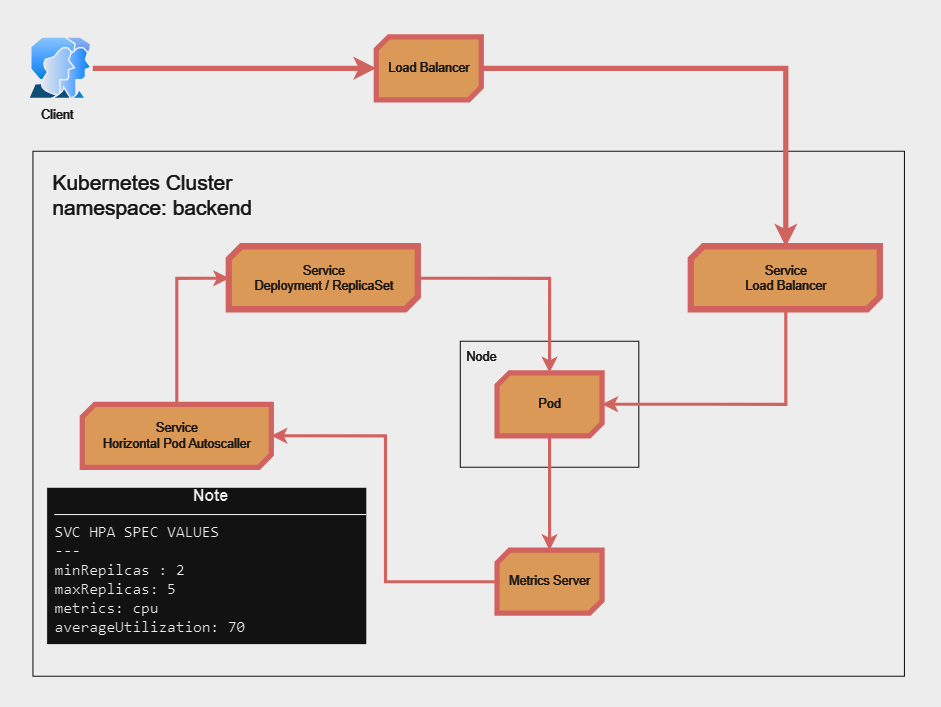 Client
Load Balancer
Kubernetes Cluster
namespace: backend
Service
Deployment / ReplicaSet
Service
Load Balancer
Node
Pod
Service
Horizontal Pod Autoscaller
Note
SVC HPA SPEC VALUES
---
minRepilcas : 2
maxReplicas: 5
metrics: cpu
averageUtilization: 70
Metrics Server